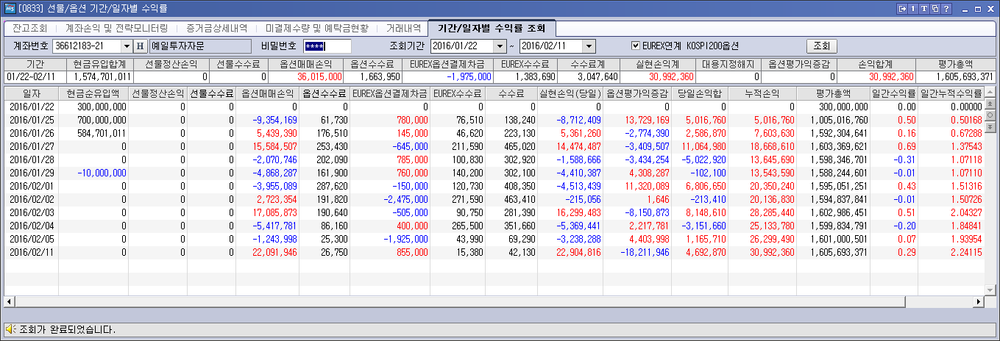 [0833] 선물/옵션 기간/일자별 수익률 1 T ?
잔고조회 계좌손익 및 전략모니터링 증거금상세내역 미결제수량 및 예탁금현황 거래내역 기간/일자별 수익률 조회
계좌번호 36612183-21 H 예일투자자문 비밀번호 **** 조회기간 2016/01/22 ~ 2016/02/11 EUREX연계 KOSPI200옵션 조회
기간 현금유입합계 선물정산손익 선물수수료 옵션매매손익 옵션수수료 EUREX옵션결제차금 EUREX수수료 수수료계 실현손익계 대용지정해지 옵션평가익증감 손익합계 평가총액
01/22~02/11 1,574,701,011 0 0 36,015,000 1,663,950 -1,975,000 1,383,690 3,047,640 30,992,360 0 0 30,992,360 1,605,693,371
일자 현금순유입액 선물정산손익 선물수수료 옵션매매손익 옵션수수료 EUREX옵션결제차금 EUREX수수료 수수료 실현손익(당일) 옵션평가익증감 당일손익합 누적손익 평가총액 일간수익률 일간누적수익률
2016/01/22 300,000,000 0 0 0 0 0 0 0 0 0 0 0 300,000,000 0.00 0.00000
2016/01/25 700,000,000 0 0 -9,354,169 61,730 780,000 76,510 138,240 -8,712,409 13,729,169 5,016,760 5,016,760 1,005,016,760 0.50 0.50168
2016/01/26 584,701,011 0 0 5,439,390 176,510 145,000 46,620 223,130 5,361,260 -2,774,390 2,586,870 7,603,630 1,592,304,641 0.16 0.67288
2016/01/27 0 0 0 15,584,507 253,430 -645,000 211,590 465,020 14,474,487 -3,409,507 11,064,980 18,668,610 1,603,369,621 0.69 1.37543
2016/01/28 0 0 0 -2,070,746 202,090 785,000 100,830 302,920 -1,588,666 -3,434,254 -5,022,920 13,645,690 1,598,346,701 -0.31 1.07118
2016/01/29 -10,000,000 0 0 -4,868,287 161,900 760,000 140,200 302,100 -4,410,387 4,308,287 -102,100 13,543,590 1,588,244,601 -0.01 1.07110
2016/02/01 0 0 0 -3,955,089 287,620 -150,000 120,730 408,350 -4,513,439 11,320,089 6,806,650 20,350,240 1,595,051,251 0.43 1.51316
2016/02/02 0 0 0 2,723,354 191,820 -2,475,000 271,590 463,410 -215,056 1,646 -213,410 20,136,830 1,594,837,841 -0.01 1.50726
2016/02/03 0 0 0 17,085,873 190,640 -505,000 90,750 281,390 16,299,483 -8,150,873 8,148,610 28,285,440 1,602,986,451 0.51 2.04327
2016/02/04 0 0 0 -5,417,781 86,160 400,000 265,500 351,660 -5,369,441 2,217,781 -3,151,660 25,133,780 1,599,834,791 -0.20 1.84841
2016/02/05 0 0 0 -1,243,998 25,300 -1,925,000 43,990 69,290 -3,238,288 4,403,998 1,165,710 26,299,490 1,601,000,501 0.07 1.93954
2016/02/11 0 0 0 22,091,946 26,750 855,000 15,380 42,130 22,904,816 -18,211,946 4,692,870 30,992,360 1,605,693,371 0.29 2.24115
조회가 완료되었습니다.